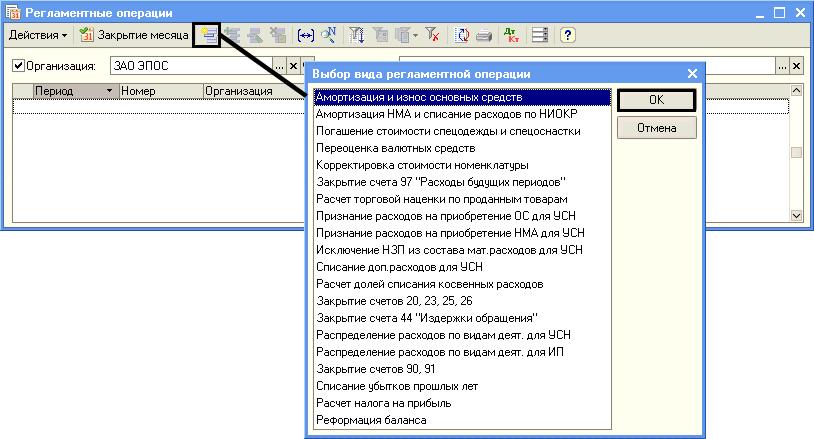 Регламентные операции
Действия
Закрытие месяца
Дт
Кт
Организация:
ЗАО ЭПОС
Период
Номер
Организация
Выбор вида регламентной операции
Амортизация и износ основных средств
Амортизация НМА и списание расходов по НИОКР
Погашение стоимости спецодежды и спецоснастки
Переоценка валютных средств
Корректировка стоимости номенклатуры
Закрытие счета 97 "Расходы будущих периодов"
Расчет торговой наценки по проданным товарам
Признание расходов на приобретение ОС для УСН
Признание расходов на приобретение НМА для УСН
Исключение НЗП из состава мат.расходов для УСН
Списание доп.расходов для УСН
Расчет долей списания косвенных расходов
Закрытие счетов 20, 23, 25, 26
Закрытие счета 44 "Издержки обращения"
Распределение расходов по видам деят. для УСН
Распределение расходов по видам деят. для ИП
Закрытие счетов 90, 91
Списание убытков прошлых лет
Расчет налога на прибыль
Реформация баланса
OK
Отмена